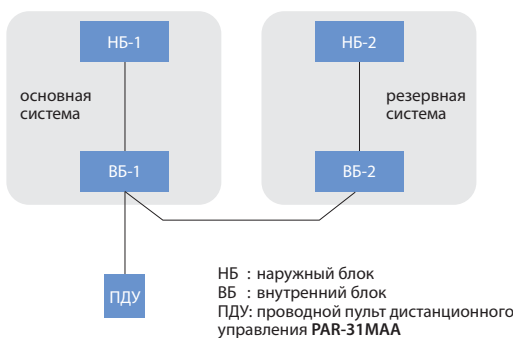 НБ-1
НБ-2
основная
система
резервная
система
ВБ-1
ВБ-2
ПДУ
НБ : наружный блок
ВБ : внутренний блок
ПДУ: проводной пульт дистанционного
управления PAR-31MAA